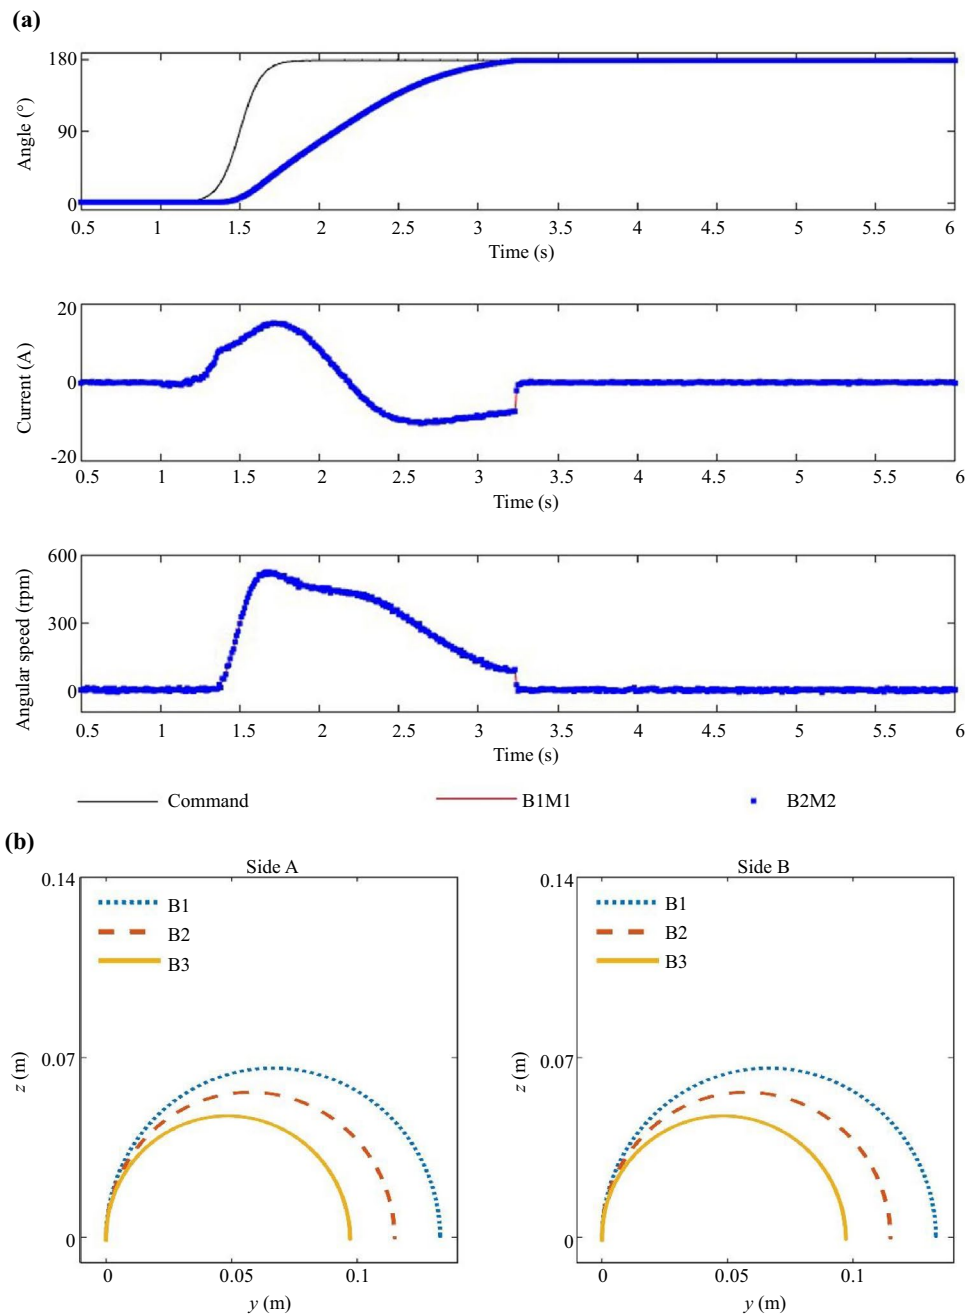 (a)
180
90
0
Angle (°)
0.5 1 1.5 2 2.5 3 3.5 4 4.5 5 5.5 6
Time (s)
20
0
-20
Current (A)
0.5 1 1.5 2 2.5 3 3.5 4 4.5 5 5.5 6
Time (s)
600
300
0
Angular speed (rpm)
0.5 1 1.5 2 2.5 3 3.5 4 4.5 5 5.5 6
Time (s)
Command B1M1 B2M2
(b)
Side A
0.14
0.07
0
z (m)
B1
B2
B3
0 0.05 0.1
y (m)
Side B
0.14
0.07
0
z (m)
B1
B2
B3
0 0.05 0.1
y (m)